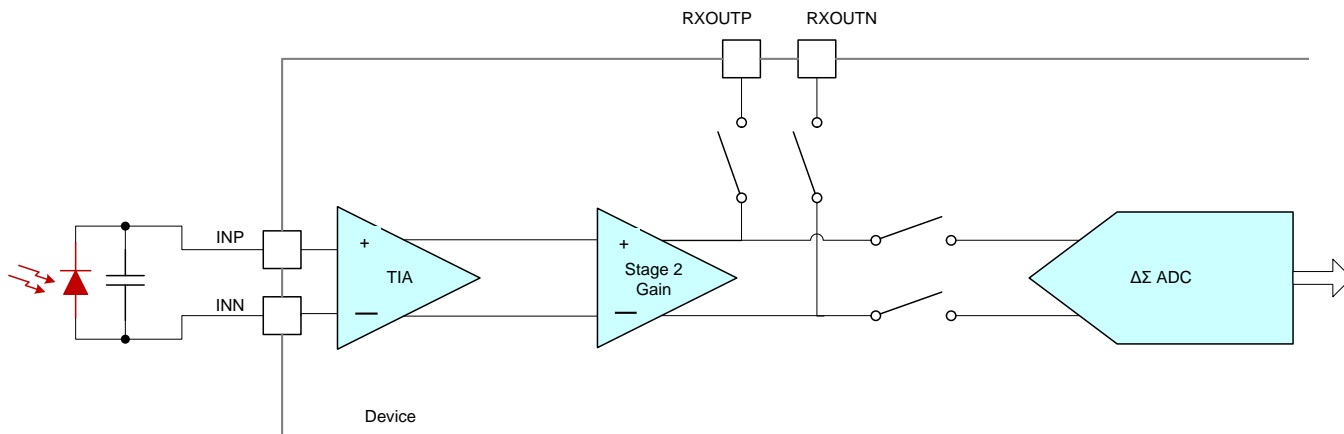 RXOUTP
RXOUTN
INP
INN
+
TIA
—
+
Stage 2
Gain
—
ΔΣ ADC
Device